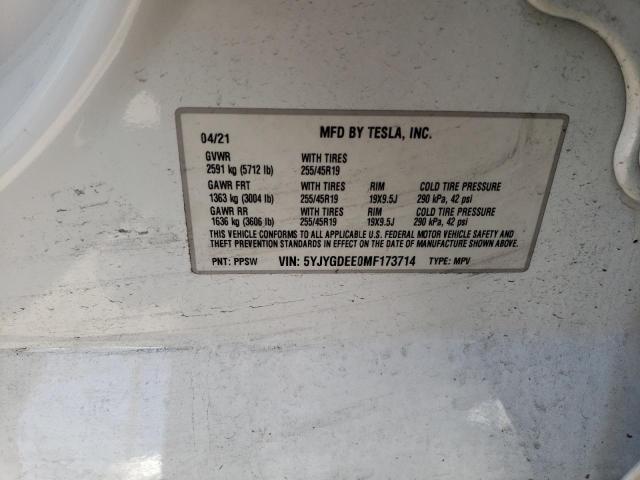 04/21 MFD BY TESLA, INC.
GVWR WITH TIRES
2591 kg (5712 lb) 255/45R19
GAWR FRT WITH TIRES RIM COLD TIRE PRESSURE
1363 kg (3004 lb) 255/45R19 19X9.5J 290 kPa, 42 psi
GAWR RR WITH TIRES RIM COLD TIRE PRESSURE
1636 kg (3606 lb) 255/45R19 19X9.5J 290 kPa, 42 psi
THIS VEHICLE CONFORMS TO ALL APPLICABLE U.S. FEDERAL MOTOR VEHICLE SAFETY AND
THEFT PREVENTION STANDARDS IN EFFECT ON THE DATE OF MANUFACTURE SHOWN ABOVE.
PNT: PPSW VIN: 5YJYGDEE0MF173714 TYPE: MPV